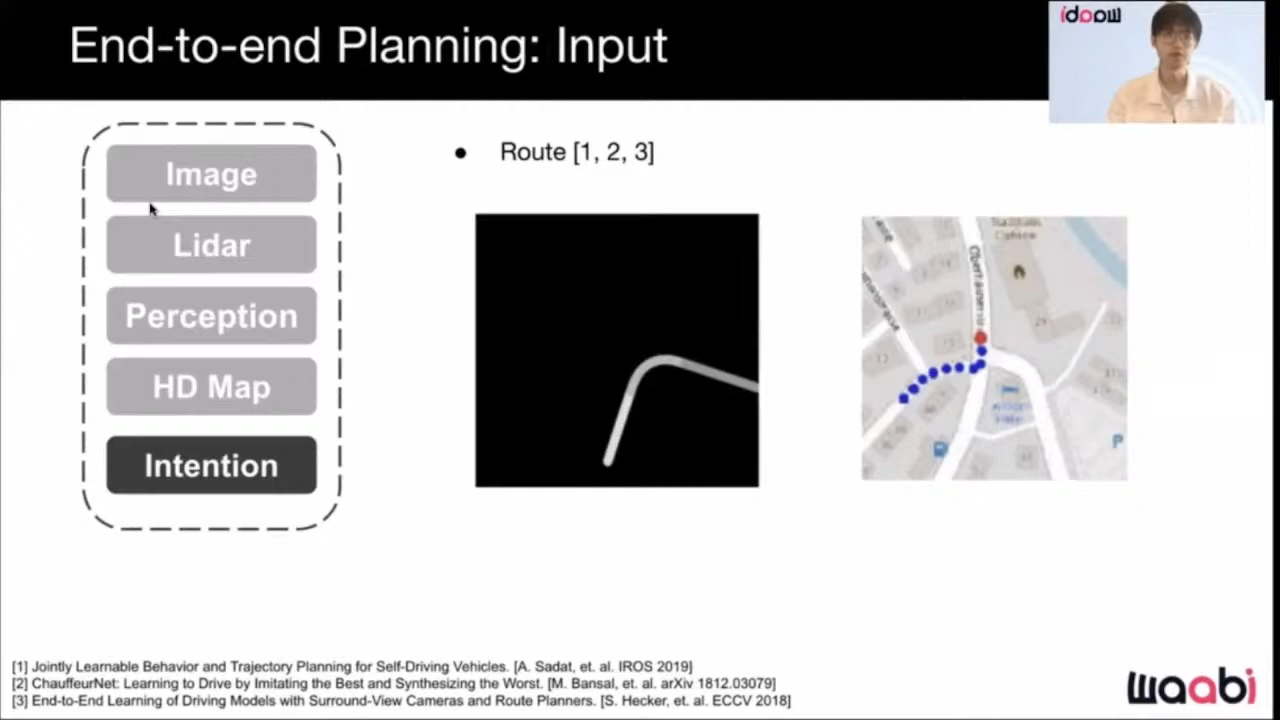 End-to-end Planning: Input
waabi
Image
Lidar
Perception
HD Map
Intention
• Route [1, 2, 3]
P
[1] Jointly Learnable Behavior and Trajectory Planning for Self-Driving Vehicles. [A. Sadat, et. al. IROS 2019]
[2] ChauffeurNet: Learning to Drive by Imitating the Best and Synthesizing the Worst. [M. Bansal, et. al. arXiv 1812.03079]
[3] End-to-End Learning of Driving Models with Surround-View Cameras and Route Planners. [S. Hecker, et. al. ECCV 2018]
waabi